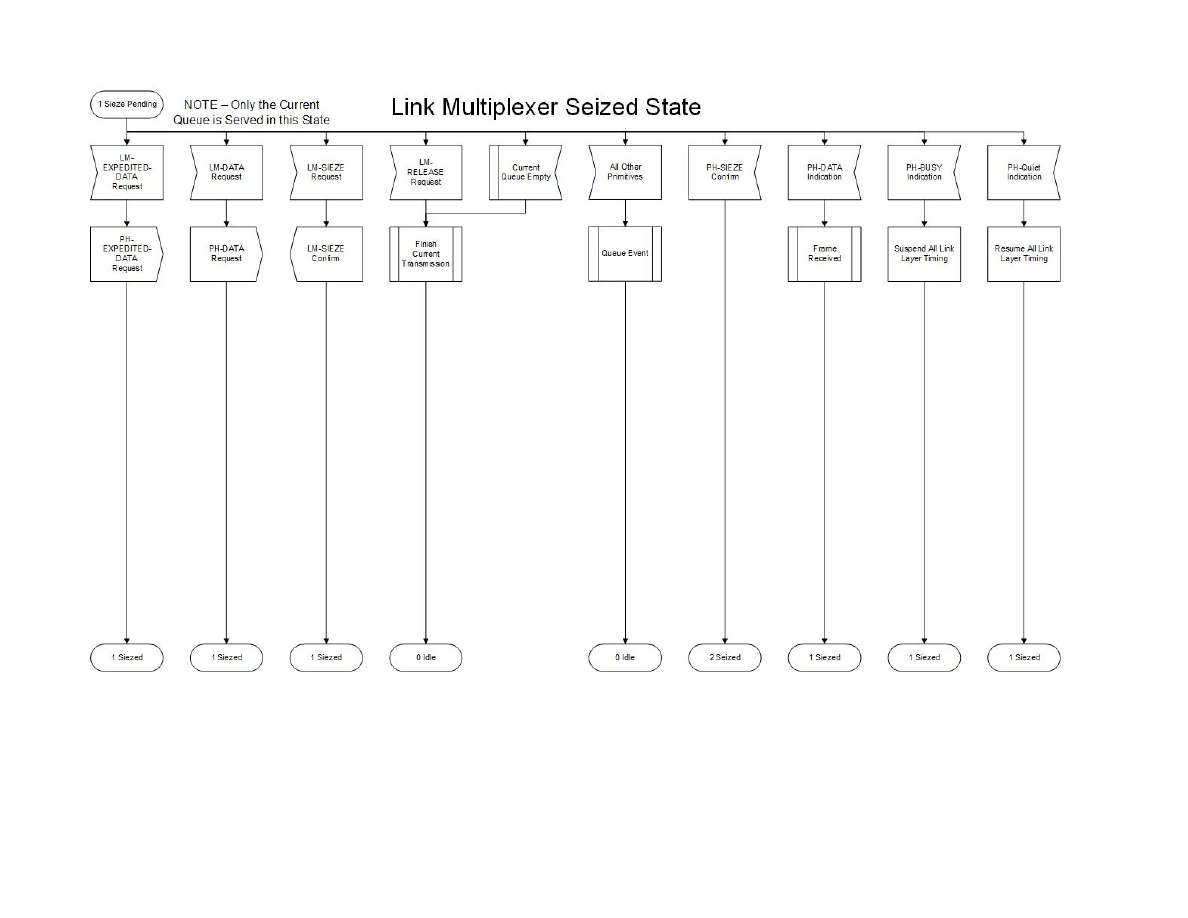 1 Sieze Pending
NOTE – Only the Current
Queue is Served in this State
Link Multiplexer Seized State
LM-
EXPEDITED-
DATA
Request
LM-DATA
Request
LM-SIEZE
Request
LM-
RELEASE
Request
Current
Queue Empty
All Other
Primitives
PH-SIEZE
Confirm
PH-DATA
Indication
PH-BUSY
Indication
PH-Quiet
Indication
PH-
EXPEDITED-
DATA
Request
PH-DATA
Request
LM-SIEZE
Confirm
Finish
Current
Transmission
Queue Event
Frame
Received
Suspend All Link
Layer Timing
Resume All Link
Layer Timing
1 Siezed
1 Siezed
1 Siezed
0 Idle
0 Idle
2 Seized
1 Siezed
1 Siezed
1 Siezed